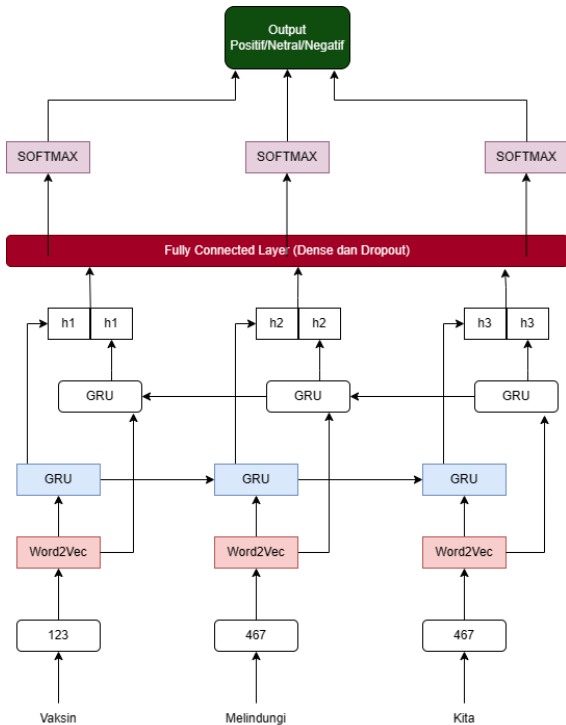 Output
Positif/Netral/Negatif
SOFTMAX
SOFTMAX
SOFTMAX
Fully Connected Layer (Dense dan Dropout)
h1
h1
h2
h2
h3
h3
GRU
GRU
GRU
GRU
GRU
GRU
Word2Vec
Word2Vec
Word2Vec
123
467
467
Vaksin
Melindungi
Kita